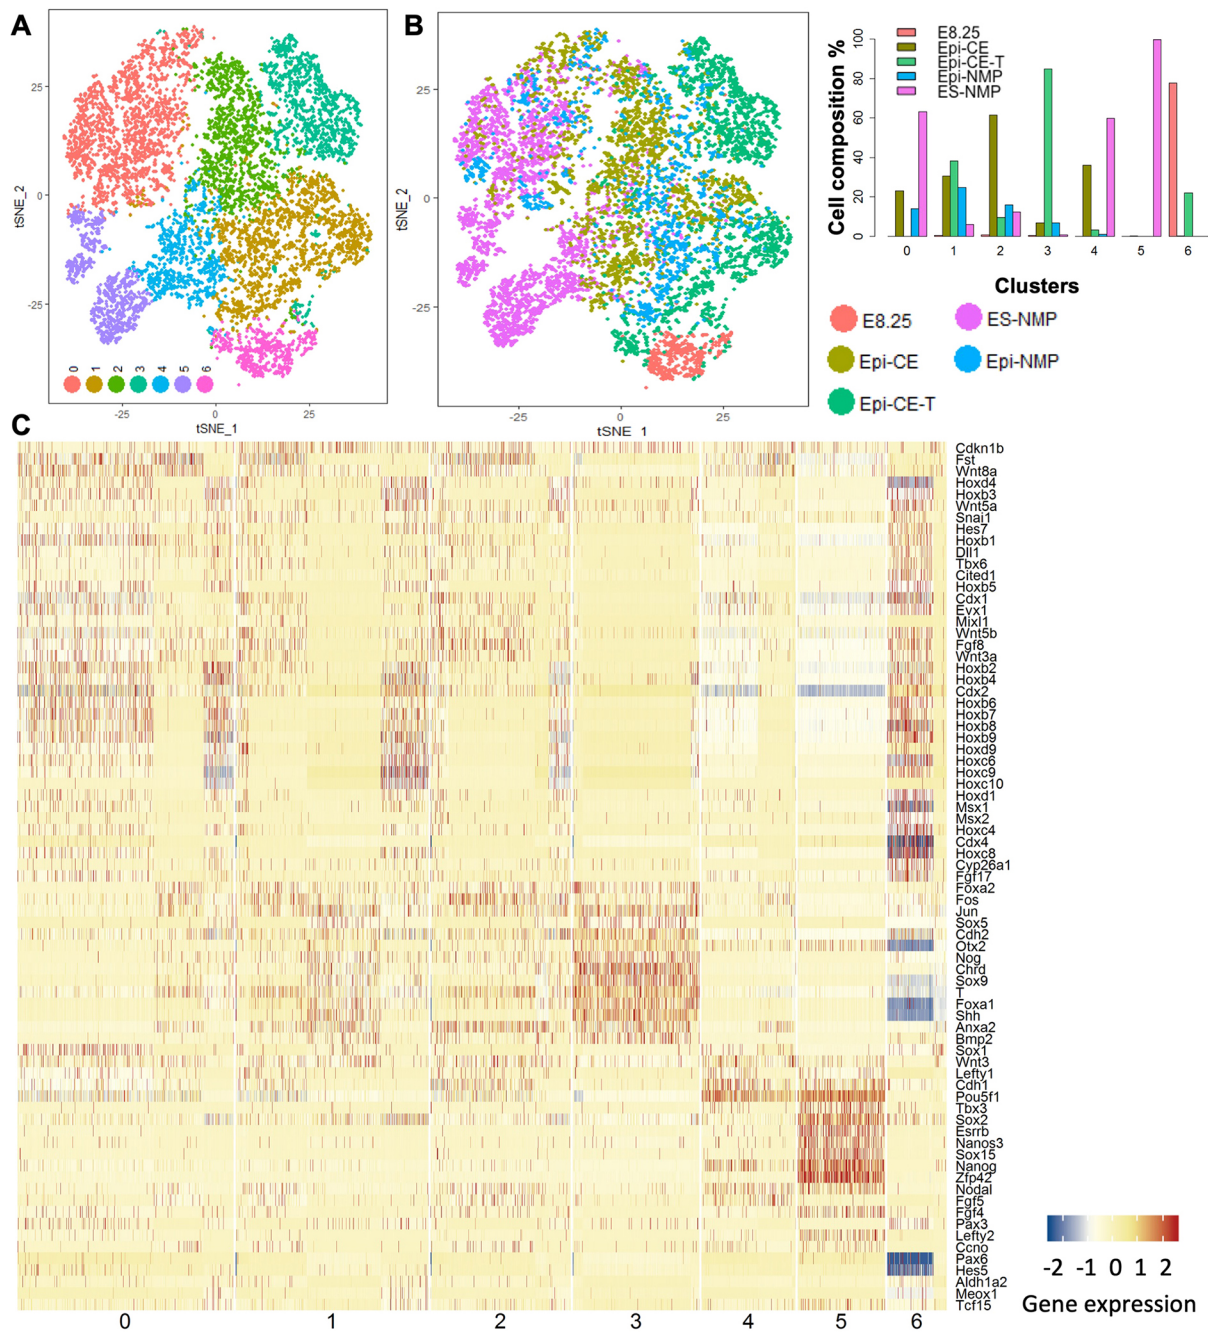 A
25
0
-25
tSNE_2
0
1
2
3
4
5
6
-25
0
25
tSNE_1
B
25
0
-25
tSNE_2
-25
0
25
tSNE_1
Cell composition %
100
80
60
40
20
0
E8.25
Epi-CE
Epi-CE-T
Epi-NMP
ES-NMP
0 1 2 3 4 5 6
Clusters
E8.25
ES-NMP
Epi-CE
Epi-NMP
Epi-CE-T
C
Cdkn1b
Fst
Wnt8a
Hoxd4
Hoxb3
Wnt5a
Snai1
Hes7
Hoxb1
Dll1
Tbx6
Cited1
Hoxb5
Cdx1
Evx1
Mixl1
Wnt5b
Fgf8
Wnt3a
Hoxb2
Hoxb4
Cdx2
Hoxb6
Hoxb7
Hoxb8
Hoxb9
Hoxd9
Hoxc6
Hoxc9
Hoxc10
Hoxd1
Msx1
Msx2
Hoxc4
Cdx4
Hoxc8
Cyp26a1
Fgf17
Foxa2
Fos
Jun
Sox5
Cdh2
Otx2
Nog
Chrd
Sox9
T
Foxa1
Shh
Anxa2
Bmp2
Sox1
Wnt3
Lefty1
Cdh1
Pou5f1
Tbx3
Sox2
Esrrb
Nanos3
Sox15
Nanog
Zfp42
Nodal
Fgf5
Fgf4
Pax3
Lefty2
Ccno
Pax6
Hes5
Aldh1a2
Meox1
Tcf15
0 1 2 3 4 5 6
-2 -1 0 1 2
Gene expression